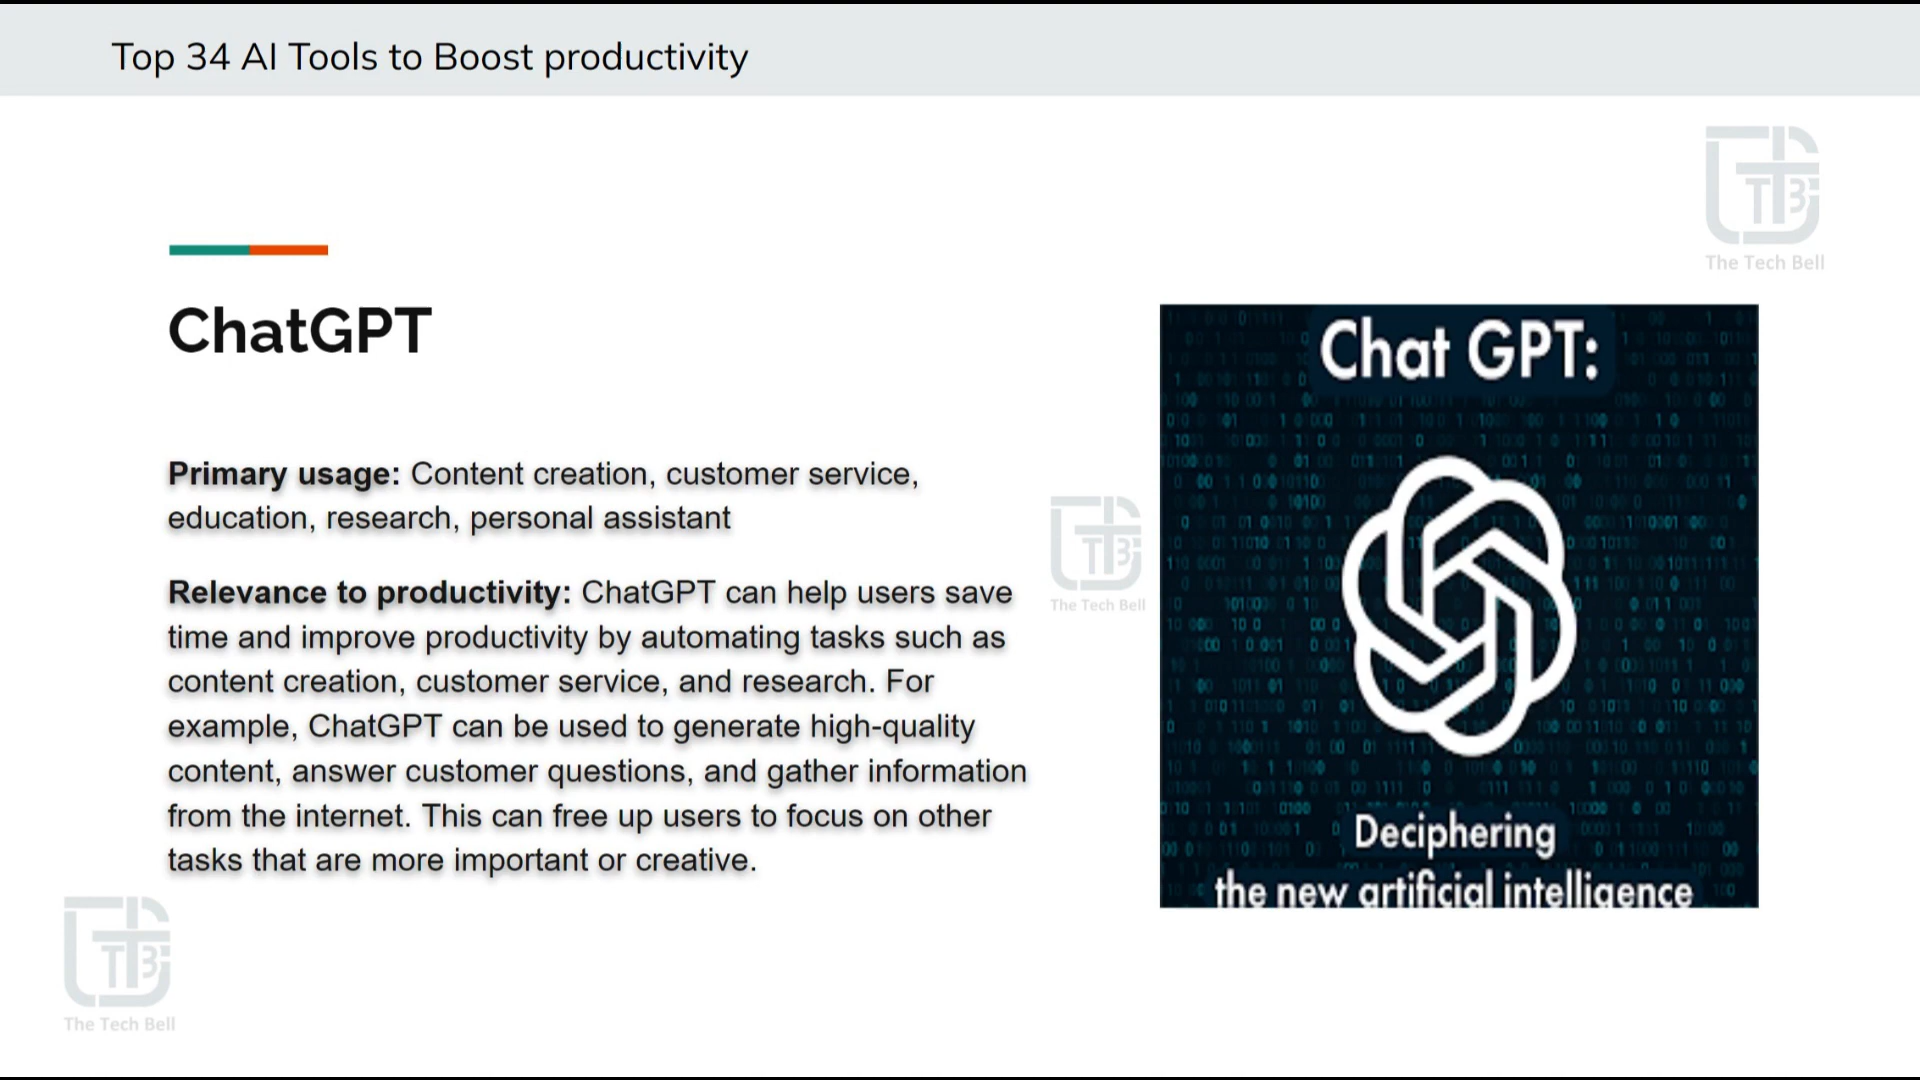 Top 34 AI Tools to Boost productivity
The Tech Bell
ChatGPT
Primary usage: Content creation, customer service,
education, research, personal assistant
Relevance to productivity: ChatGPT can help users save
time and improve productivity by automating tasks such as
content creation, customer service, and research. For
example, ChatGPT can be used to generate high-quality
content, answer customer questions, and gather information
from the internet. This can free up users to focus on other
tasks that are more important or creative.
The Tech Bell
Chat GPT:
Deciphering
the new artificial intelligence
The Tech Bell